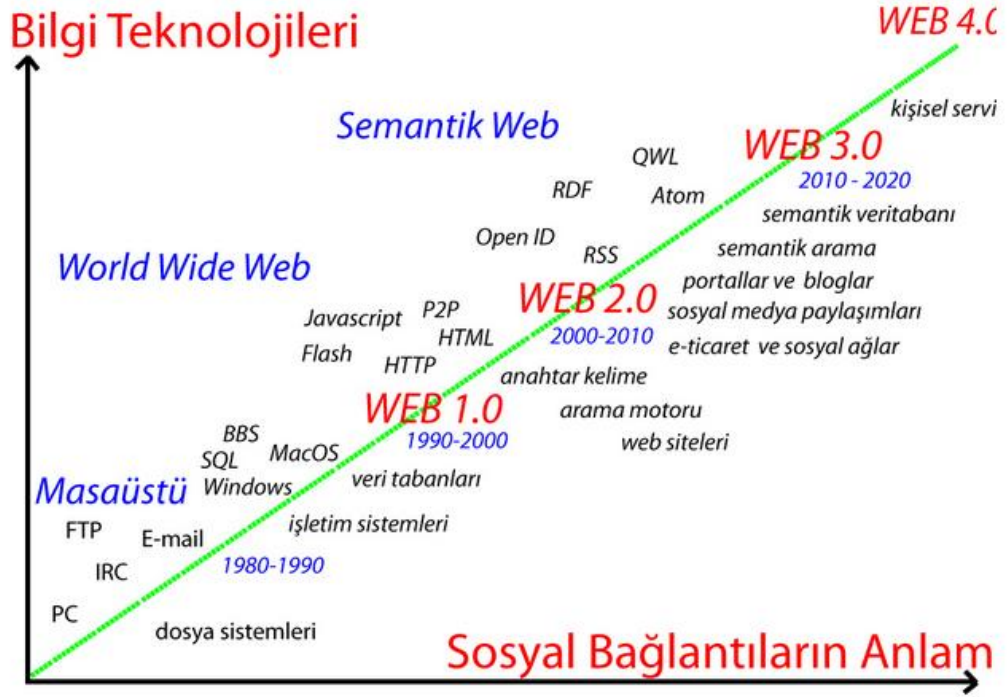 Bilgi Teknolojileri
WEB 4.0
kişisel servi
Semantik Web
QWL
WEB 3.0
2010 - 2020
RDF
Atom
semantik veritabanı
Open ID
RSS
semantik arama
World Wide Web
portallar ve bloglar
WEB 2.0
sosyal medya paylaşımları
2000-2010
e-ticaret ve sosyal ağlar
Javascript
P2P
HTML
Flash
HTTP
anahtar kelime
WEB 1.0
arama motoru
1990-2000
web siteleri
BBS
SQL
MacOS
Windows
veri tabanları
Masaüstü
FTP
E-mail
işletim sistemleri
IRC
1980-1990
PC
dosya sistemleri
Sosyal Bağlantıların Anlam